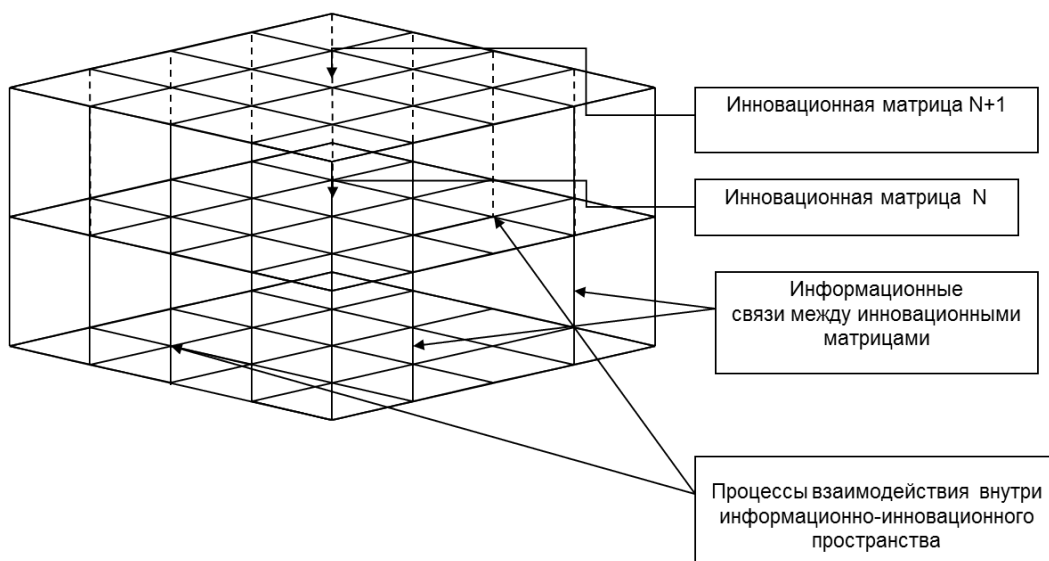 Инновационная матрица N+1
Инновационная матрица N
Информационные
связи между инновационными
матрицами
Процессы взаимодействия внутри
информационно-инновационного
пространства